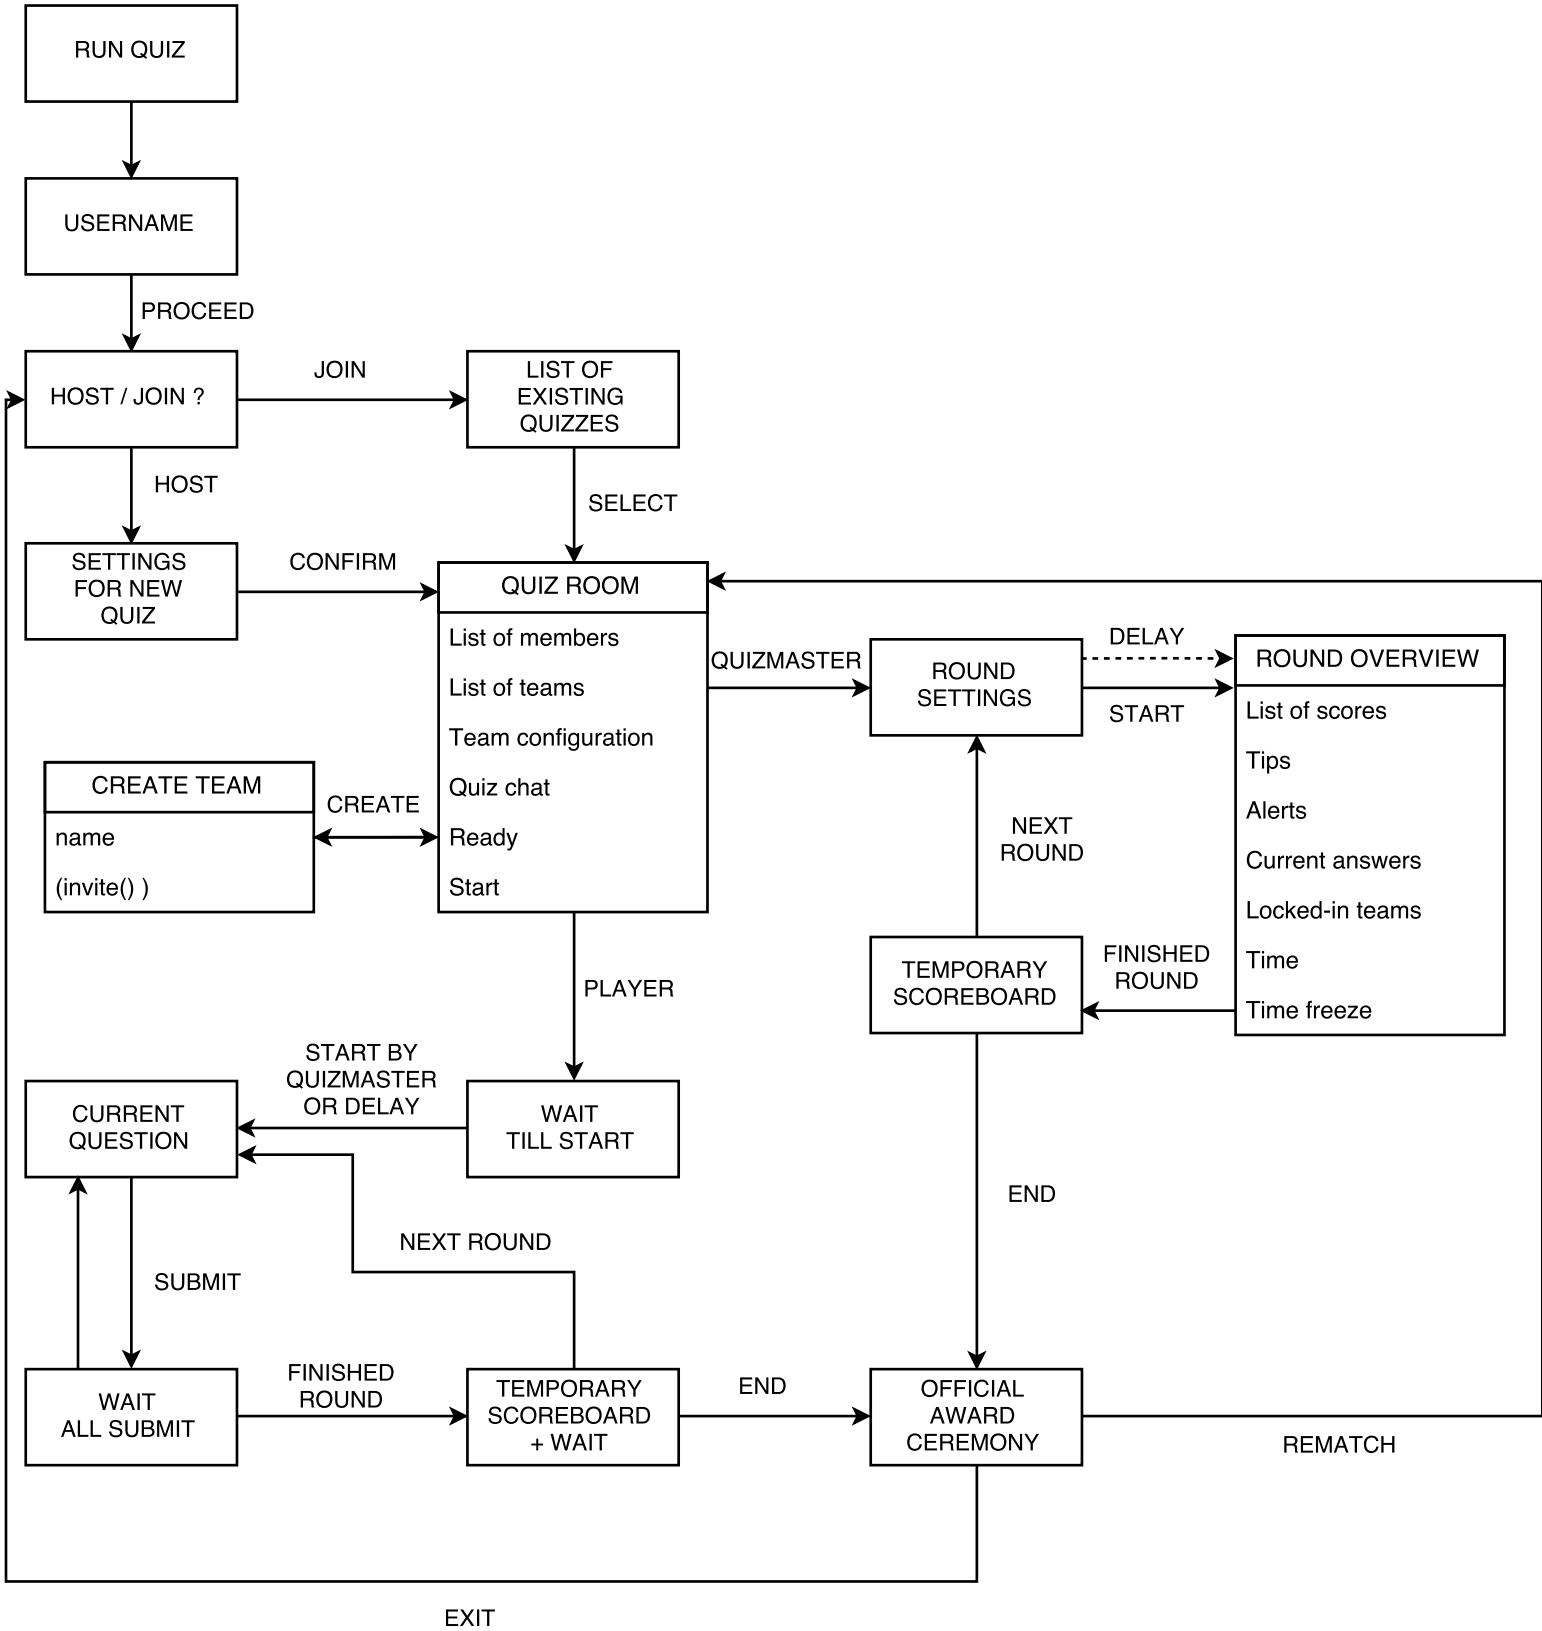 RUN QUIZ
USERNAME
PROCEED
HOST / JOIN ?
JOIN
LIST OF
EXISTING
QUIZZES
HOST
SELECT
SETTINGS
FOR NEW
QUIZ
CONFIRM
QUIZ ROOM
List of members
List of teams
Team configuration
Quiz chat
Ready
Start
QUIZMASTER
ROUND
SETTINGS
DELAY
START
ROUND OVERVIEW
List of scores
Tips
Alerts
Current answers
Locked-in teams
Time
Time freeze
CREATE TEAM
name
(invite() )
CREATE
NEXT
ROUND
TEMPORARY
SCOREBOARD
FINISHED
ROUND
PLAYER
START BY
QUIZMASTER
OR DELAY
CURRENT
QUESTION
WAIT
TILL START
END
NEXT ROUND
SUBMIT
WAIT
ALL SUBMIT
FINISHED
ROUND
TEMPORARY
SCOREBOARD
+ WAIT
END
OFFICIAL
AWARD
CEREMONY
REMATCH
EXIT